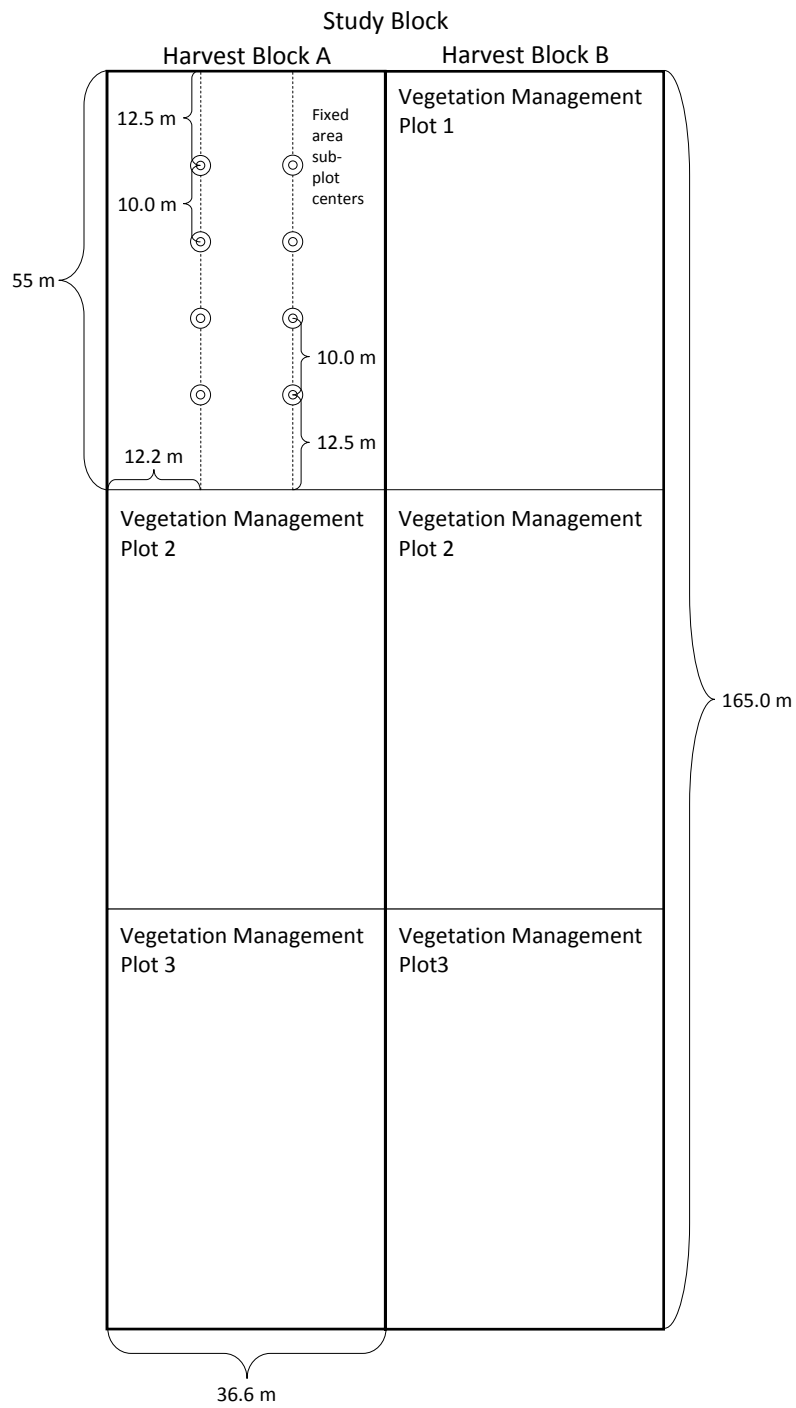 Study Block
Harvest Block A
Harvest Block B
12.5 m
10.0 m
Fixed
area
sub-
plot
centers
55 m
10.0 m
12.5 m
12.2 m
Vegetation Management
Plot 1
Vegetation Management
Plot 2
Vegetation Management
Plot 2
165.0 m
Vegetation Management
Plot 3
Vegetation Management
Plot3
36.6 m